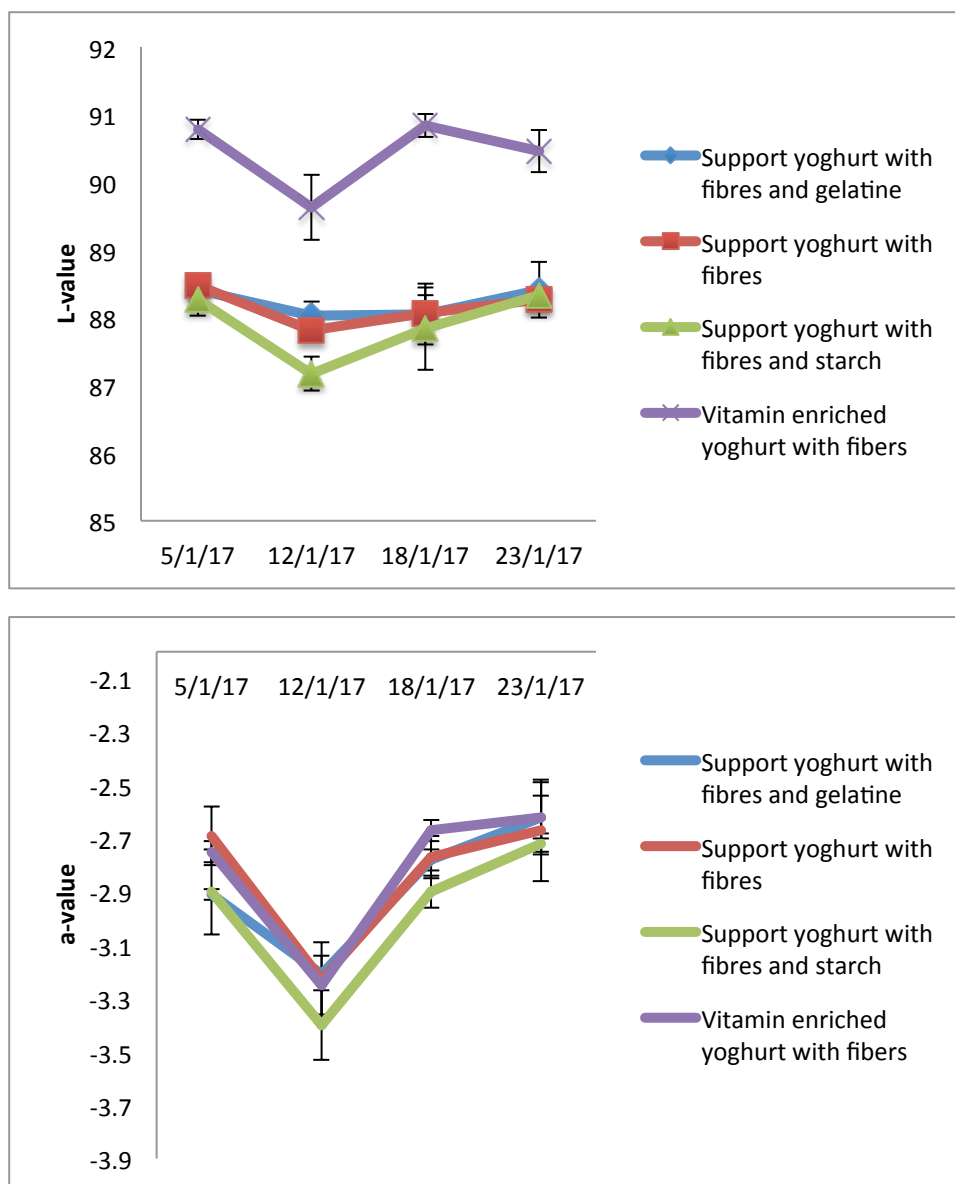 92
91
90
89
88
87
86
85
L-value
5/1/17
12/1/17
18/1/17
23/1/17
Support yoghurt with
fibres and gelatine
Support yoghurt with
fibres
Support yoghurt with
fibres and starch
Vitamin enriched
yoghurt with fibers
-2.1
-2.3
-2.5
-2.7
-2.9
-3.1
-3.3
-3.5
-3.7
-3.9
a-value
5/1/17
12/1/17
18/1/17
23/1/17
Support yoghurt with
fibres and gelatine
Support yoghurt with
fibres
Support yoghurt with
fibres and starch
Vitamin enriched
yoghurt with fibers